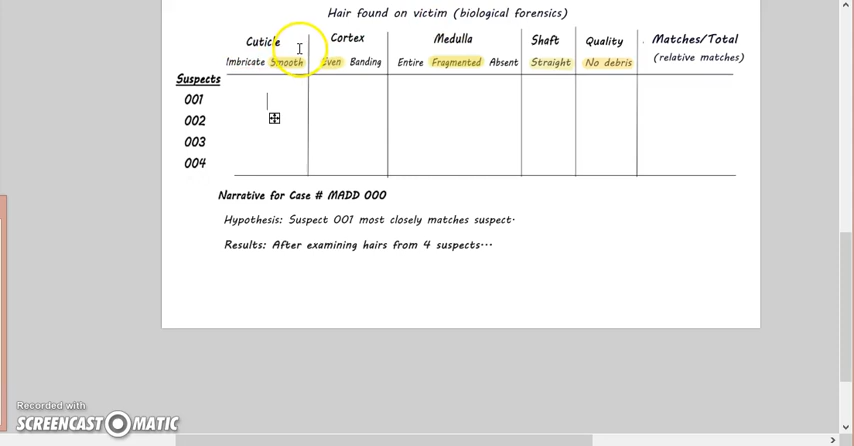 Hair found on victim (biological forensics)
Cuticle Cortex Medulla Shaft Quality Matches/Total
Imbricate Smooth Even Banding Entire Fragmented Absent Straight No debris (relative matches)
Suspects
001
002
003
004
Narrative for Case # MADD 000
Hypothesis: Suspect 001 most closely matches suspect.
Results: After examining hairs from 4 suspects...
Recorded with
SCREENCAST-O-MATIC